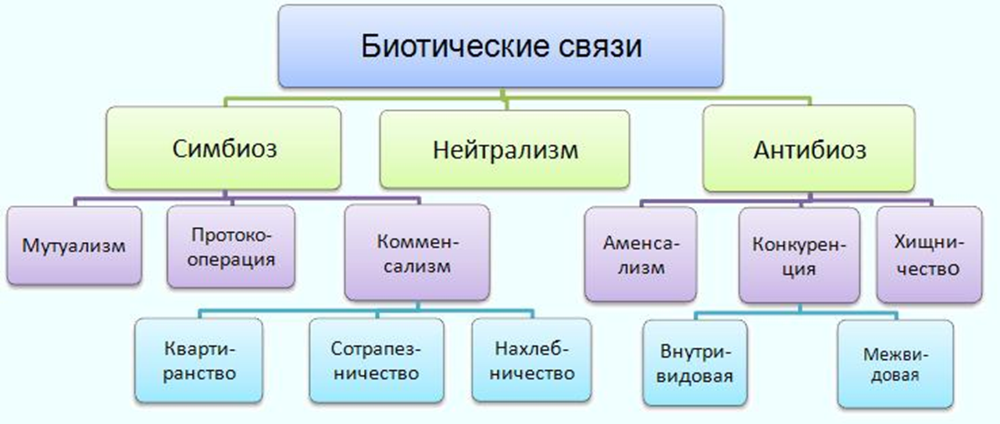 Биотические связи
Симбиоз
Нейтрализм
Антибиоз
Мутуализм
Протоко-
операция
Коммен-
сализм
Аменса-
лизм
Конкурен-
ция
Хищни-
чество
Кварти-
ранство
Сотрапез-
ничество
Нахлеб-
ничество
Внутри-
видовая
Межви-
довая